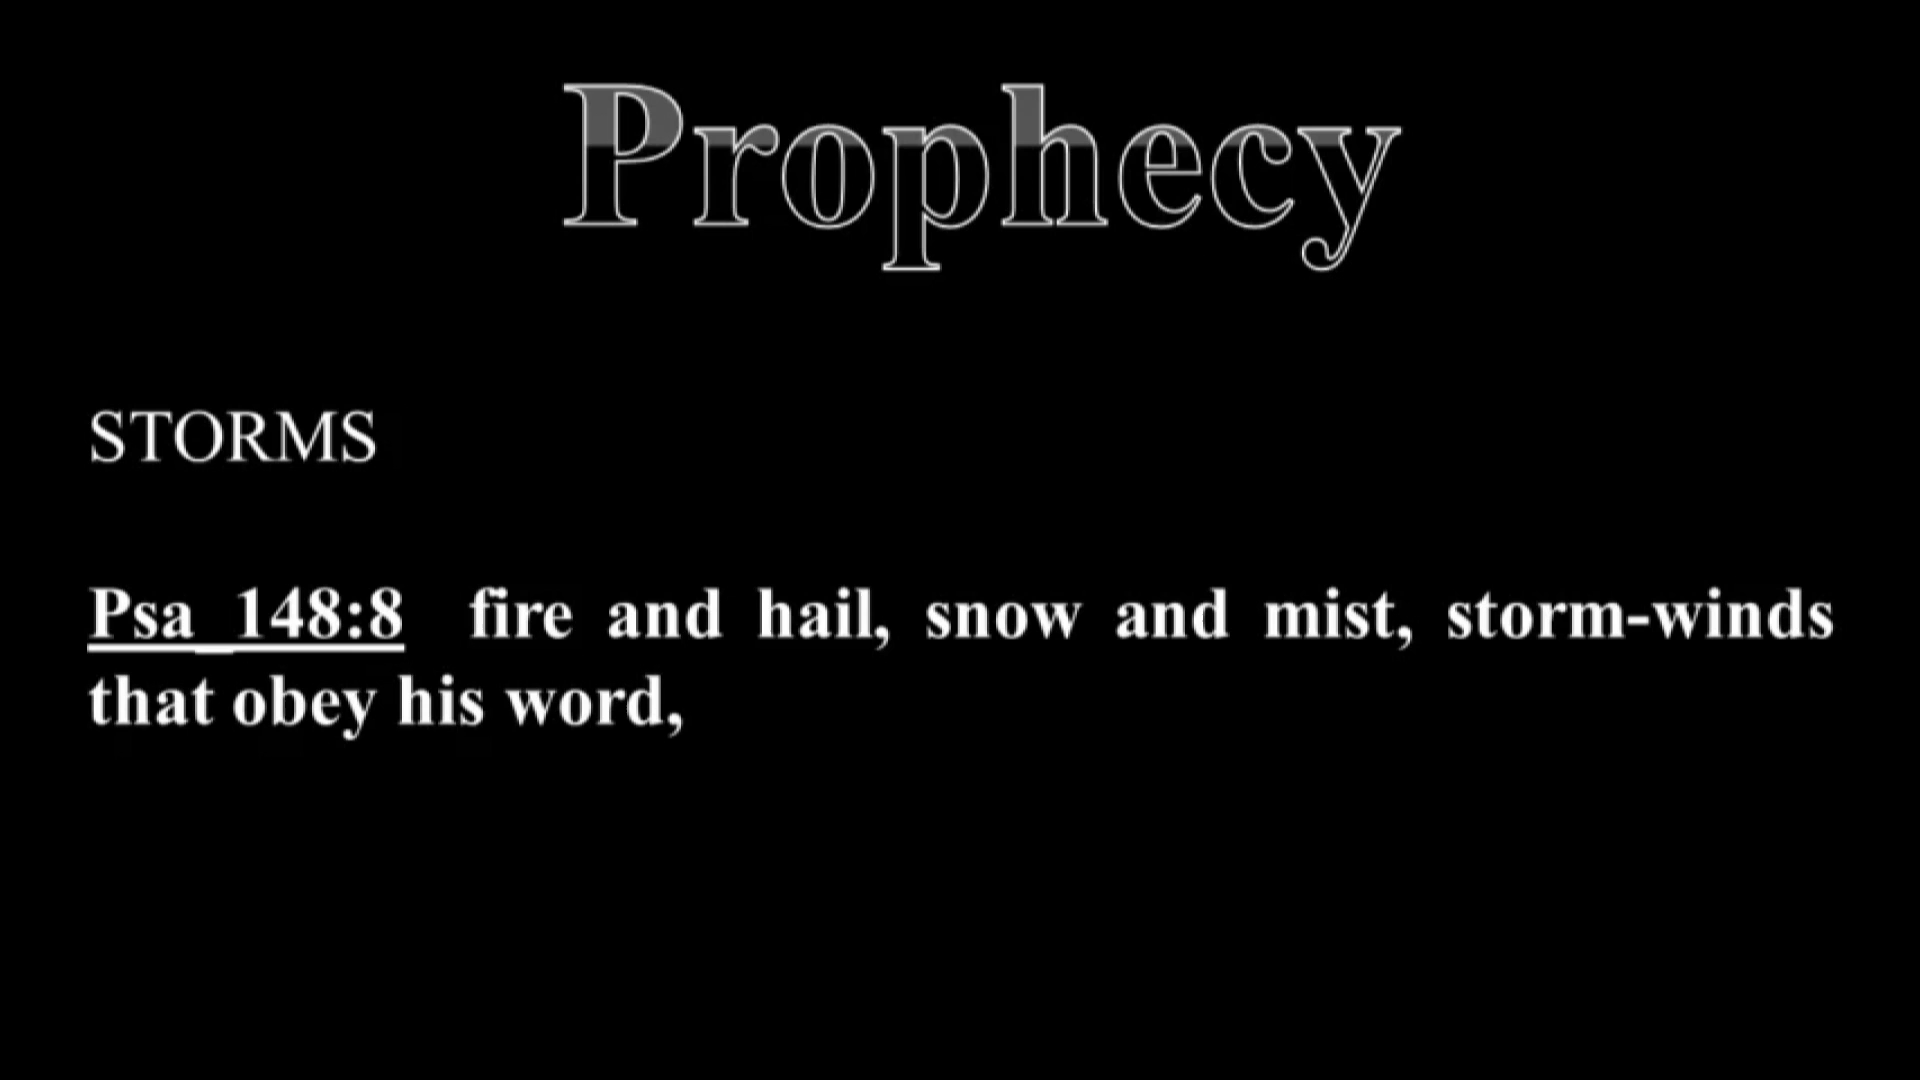 Prophecy
STORMS
Psa_148:8 fire and hail, snow and mist, storm-winds
that obey his word,